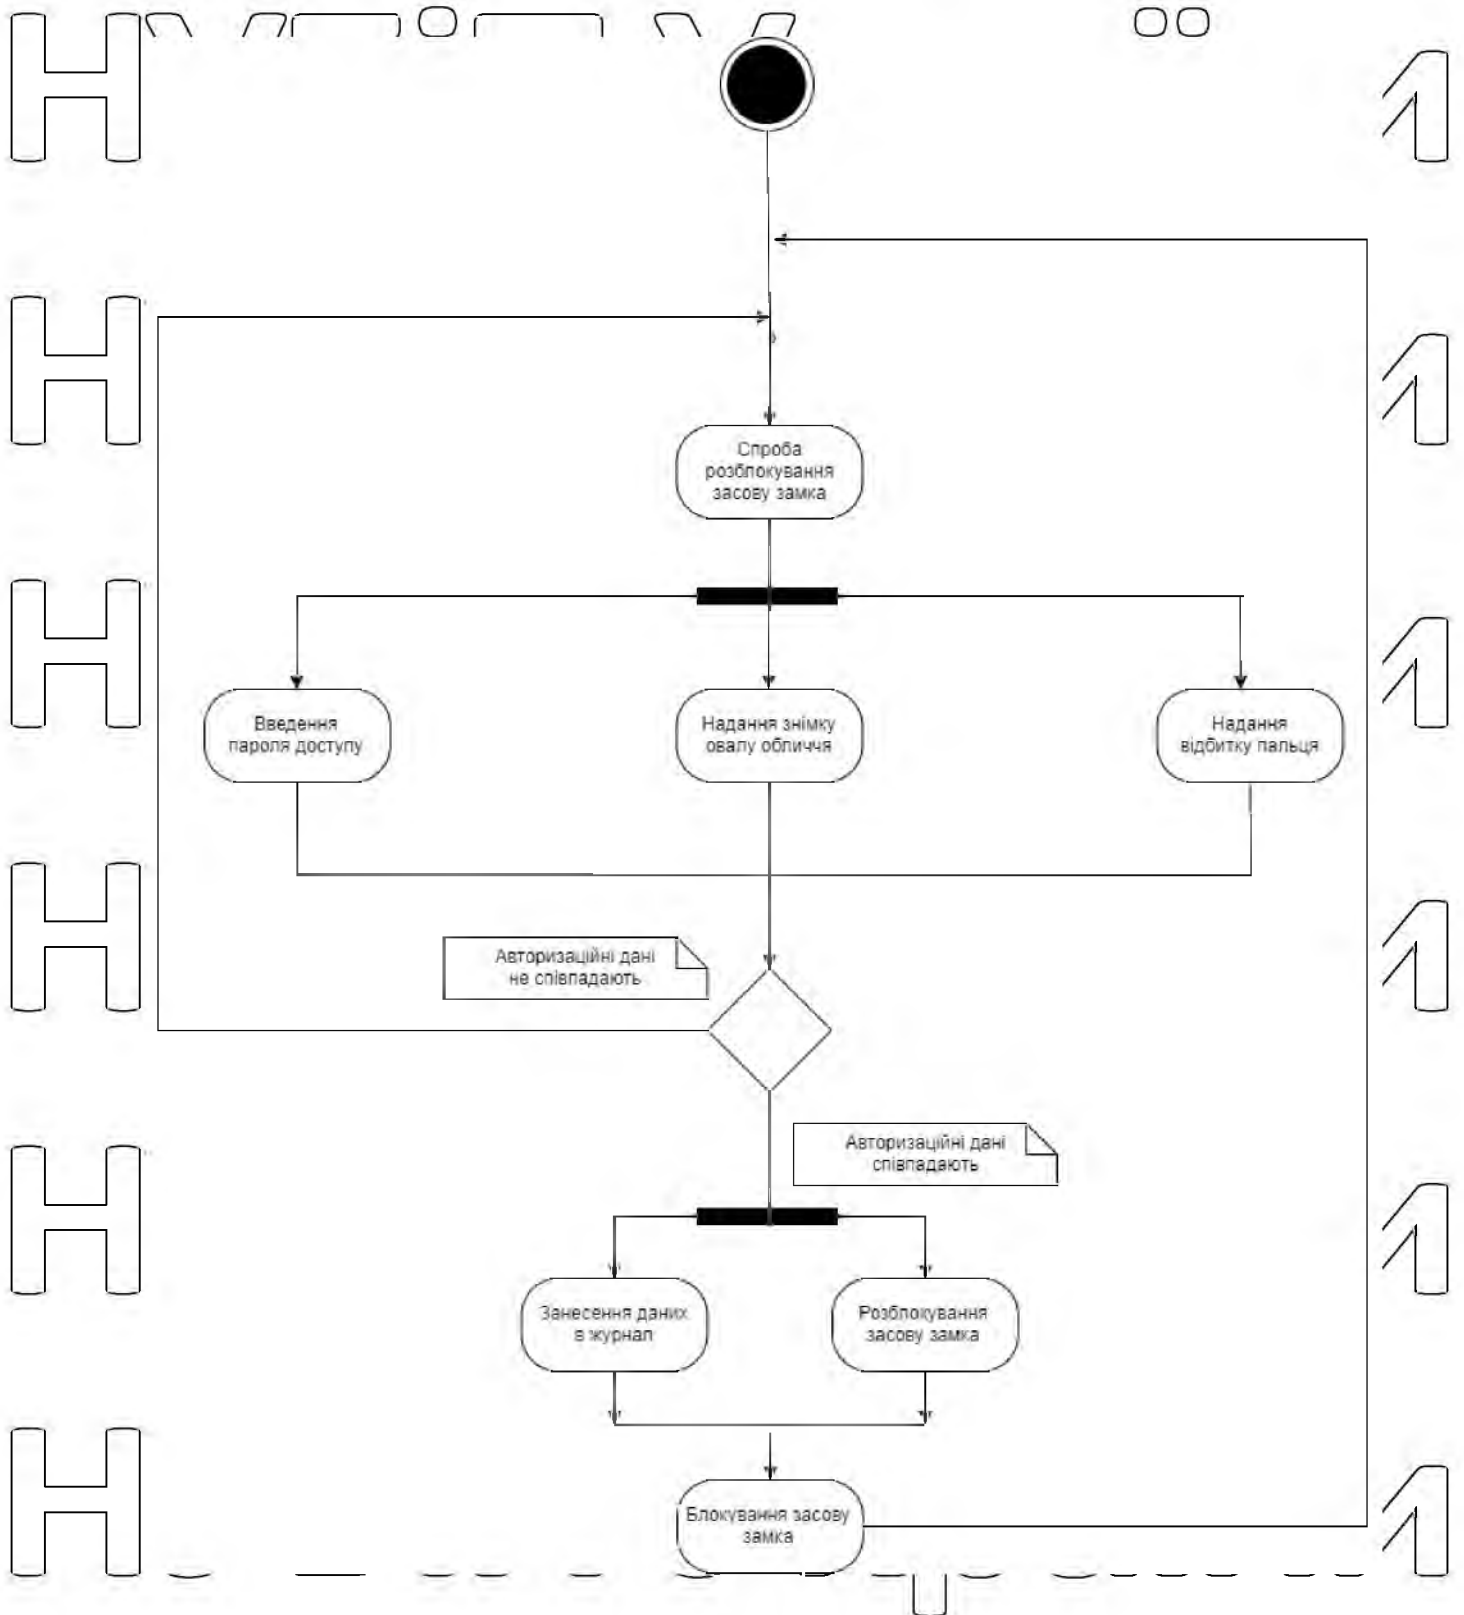 Спроба
розблокування
засову замка
Введення
пароля доступу
Надання знімку
овалу обличчя
Надання
відбитку пальця
Авторизаційні дані
не співпадають
Авторизаційні дані
співпадають
Занесення даних
в журнал
Розблокування
засову замка
Блокування засову
замка